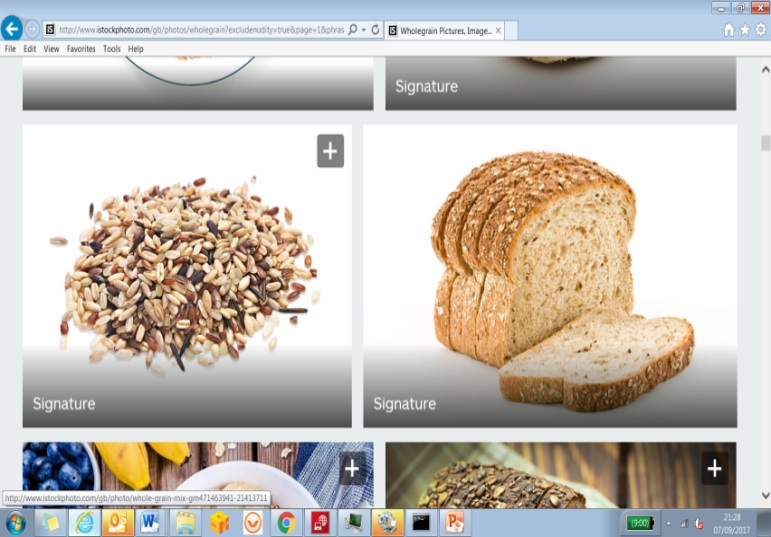 http://www.istockphoto.com/gb/photos/wholegrain?excludenudity=true&page=1&phras
Wholegrain Pictures, Image...
File Edit View Favorites Tools Help
Signature
Signature
Signature
http://www.istockphoto.com/gb/photo/whole-grain-mix-gm471463941-21413711
(9:00)
21:28
07/09/2017